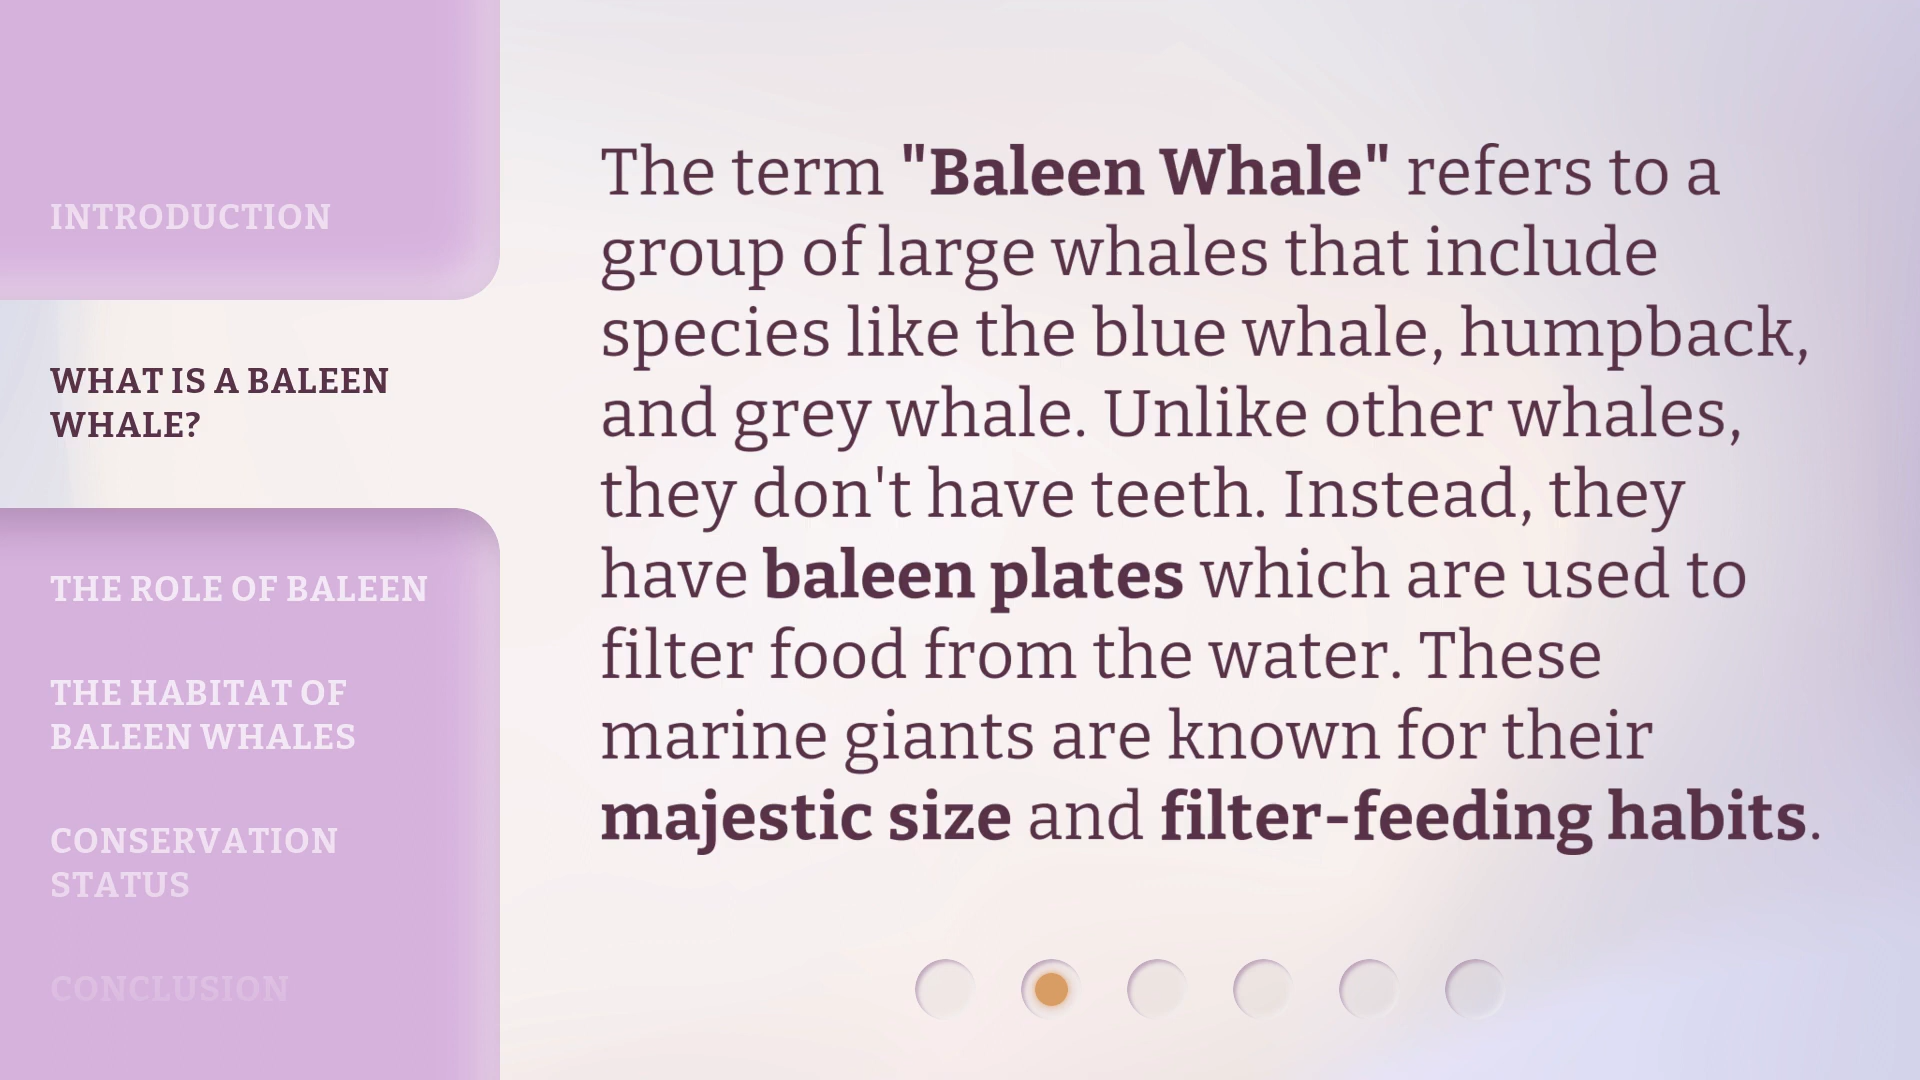 INTRODUCTION
WHAT IS A BALEEN
WHALE?
THE ROLE OF BALEEN
THE HABITAT OF
BALEEN WHALES
CONSERVATION
STATUS
CONCLUSION
The term "Baleen Whale" refers to a
group of large whales that include
species like the blue whale, humpback,
and grey whale. Unlike other whales,
they don't have teeth. Instead, they
have baleen plates which are used to
filter food from the water. These
marine giants are known for their
majestic size and filter-feeding habits.